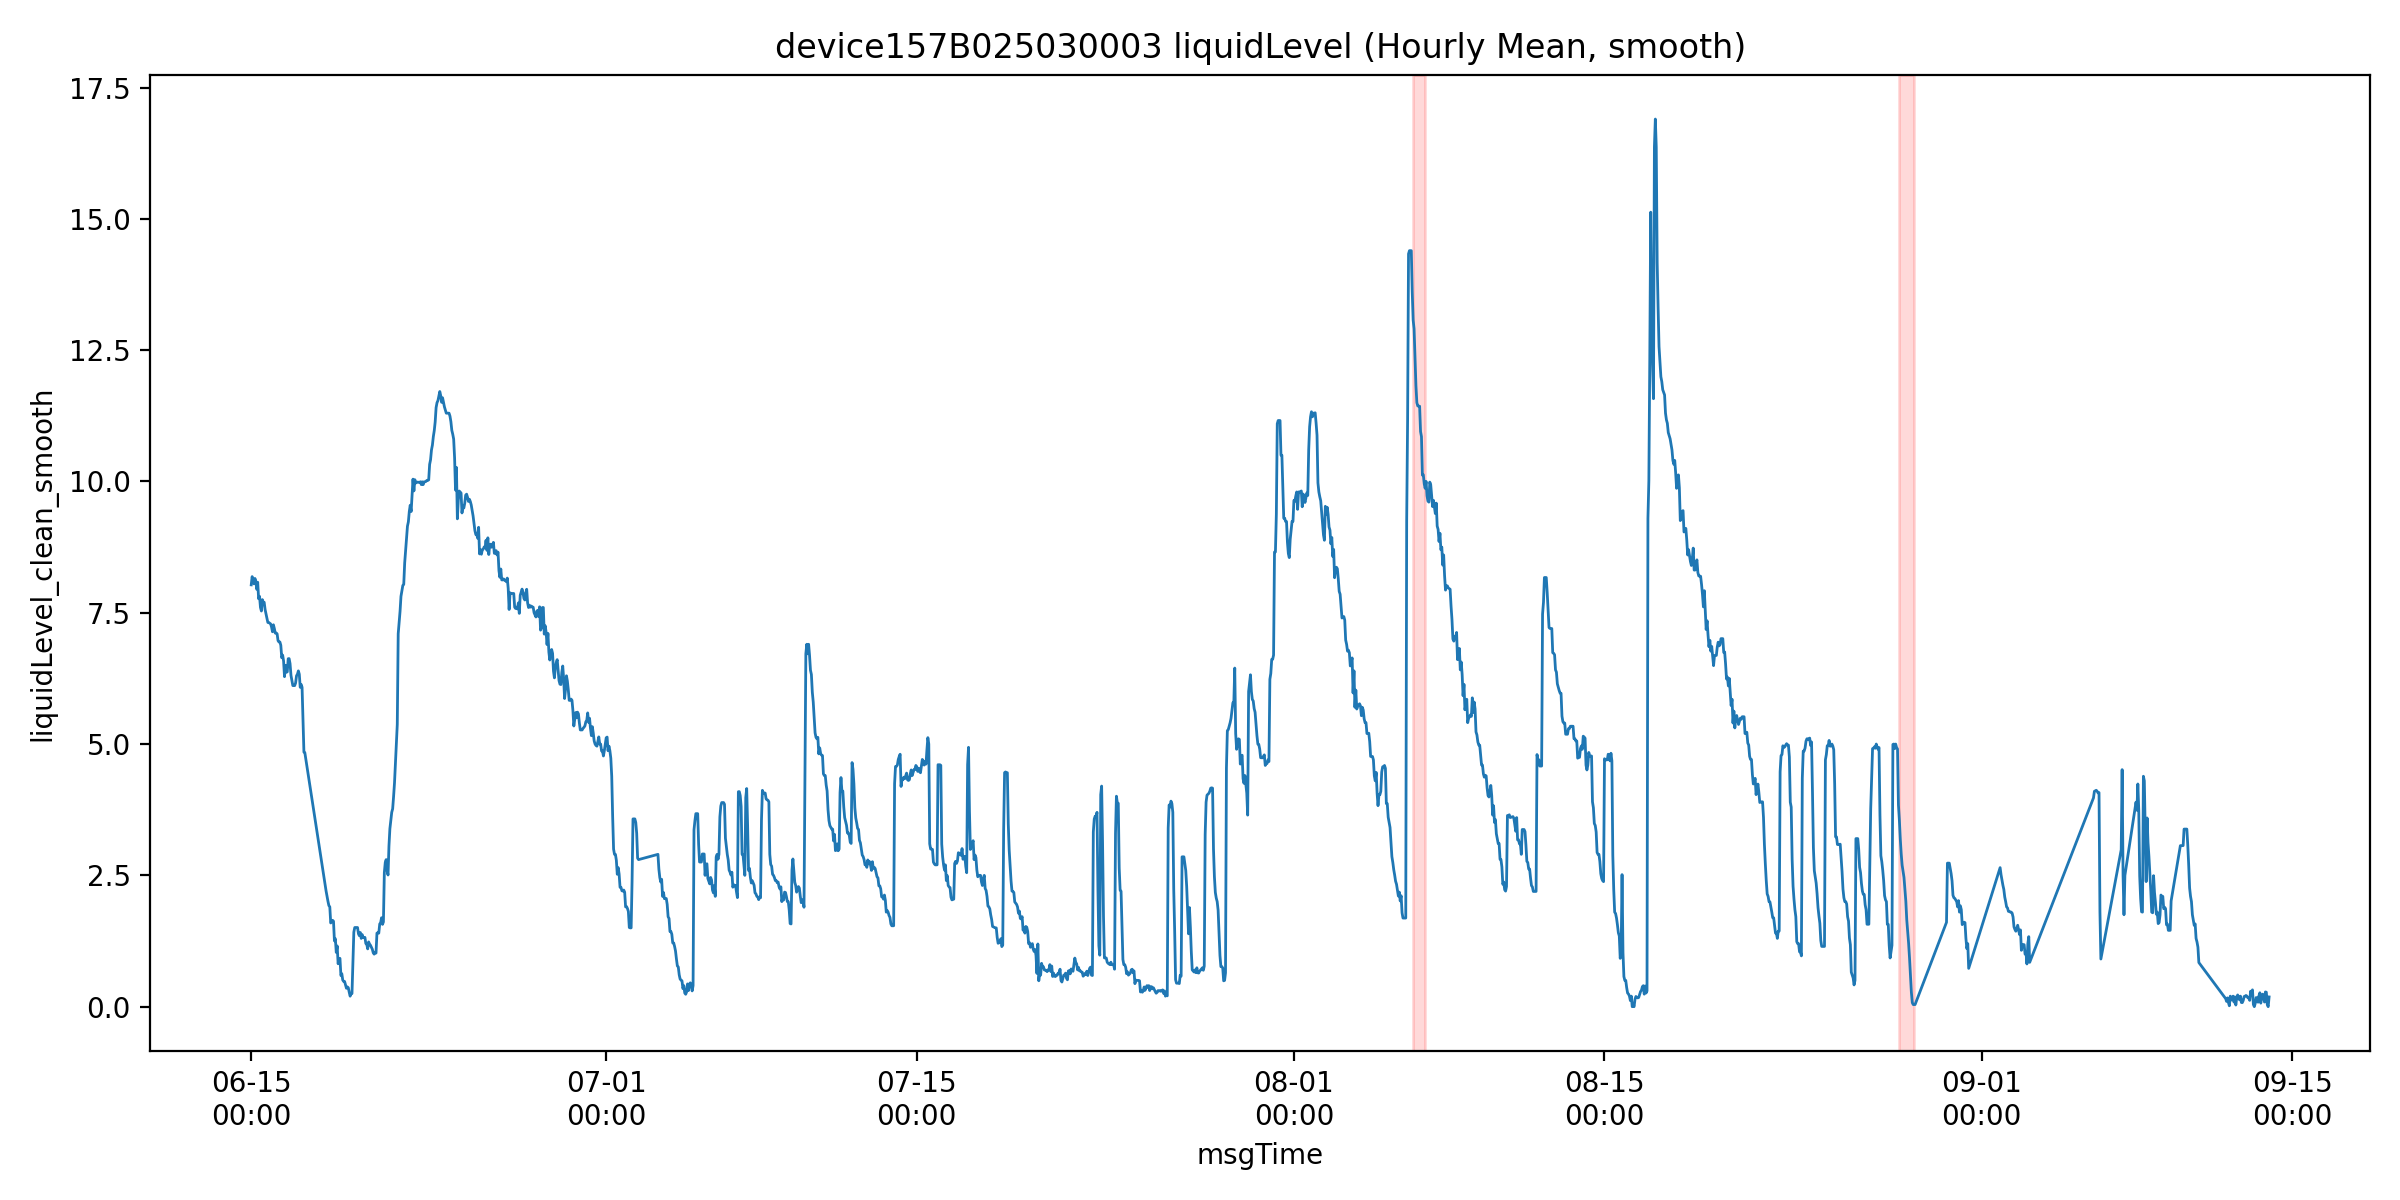 device157B025030003 liquidLevel (Hourly Mean, smooth)
17.5
15.0
12.5
10.0
7.5
5.0
2.5
0.0
liquidLevel_clean_smooth
06-15 07-01 07-15 08-01 08-15 09-01 09-15
00:00 00:00 00:00 00:00 00:00 00:00 00:00
msgTime